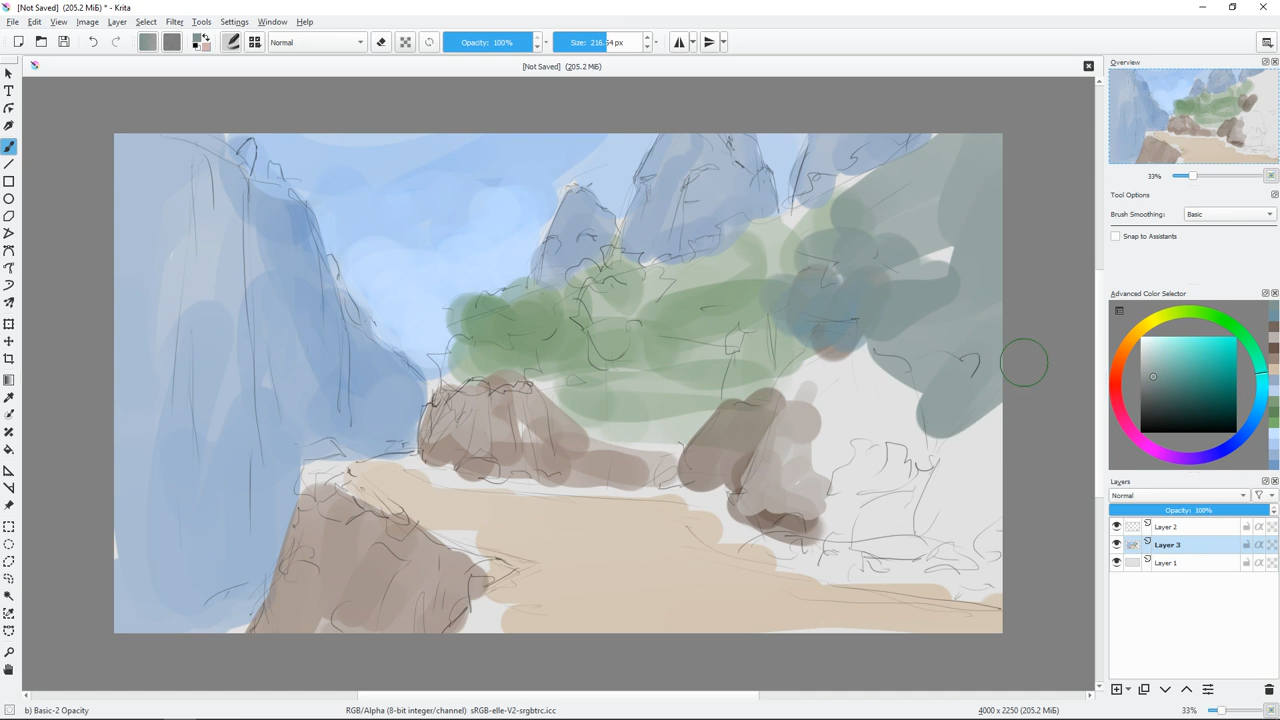 [Not Saved] (205.2 MiB) * - Krita
File Edit View Image Layer Select Filter Tools Settings Window Help
Normal Opacity: 100% Size: 216.54 px
[Not Saved] (205.2 MiB)
Overview
33%
Tool Options
Brush Smoothing: Basic
Snap to Assistants
Advanced Color Selector
Layers
Normal
Opacity: 100%
Layer 2
Layer 3
Layer 1
b) Basic-2 Opacity RGB/Alpha (8-bit integer/channel) sRGB-elle-V2-srgbtrc.icc 4000 x 2250 (205.2 MiB) 33%